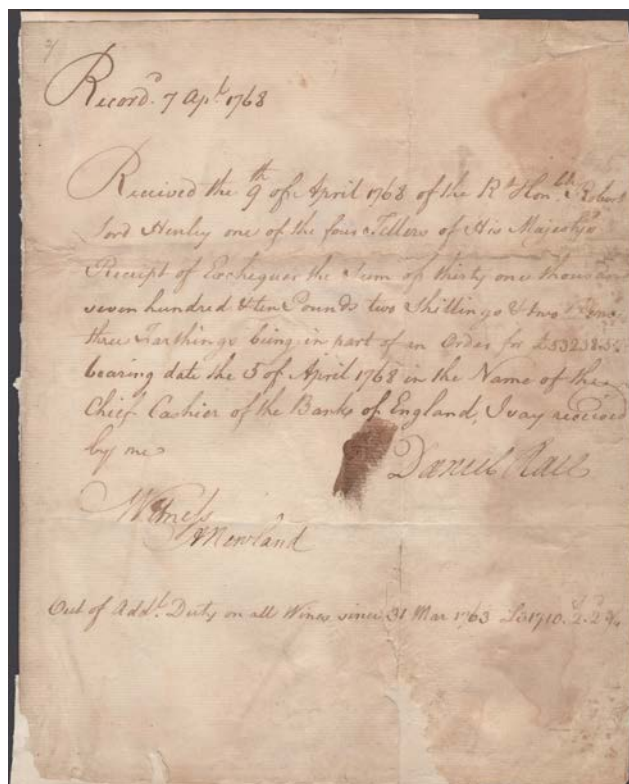 Record.d 7 Ap.l 1768
Received the 9th of April 1768 of the R.t Hon.ble Robert
Lord Henley one of the four Tellers of His Majesty's
Receipt of Exchequer the Sum of thirty one thousand
seven hundred & ten Pounds two Shillings & two Pence
three Farthings being in part of an Order for £53238.5
bearing date the 5 of April 1768 in the Name of the
Chief Cashier of the Bank of England, I say received
by me
Daniel Race
Witness
A Newland
Out of Add.l Duty on all Wines since 31 Mar 1763 £31710.2.2¾